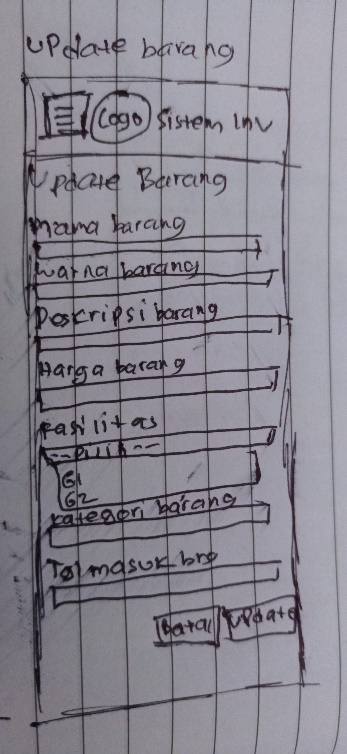 UPdate barang
Logo Sistem Inv
Update Barang
nama barang
warna barang
Deskripsi barang
Harga barang
Fasilitas
--pilih--
G1
G2
Kategori barang
Tgl masuk brg
Batal Update